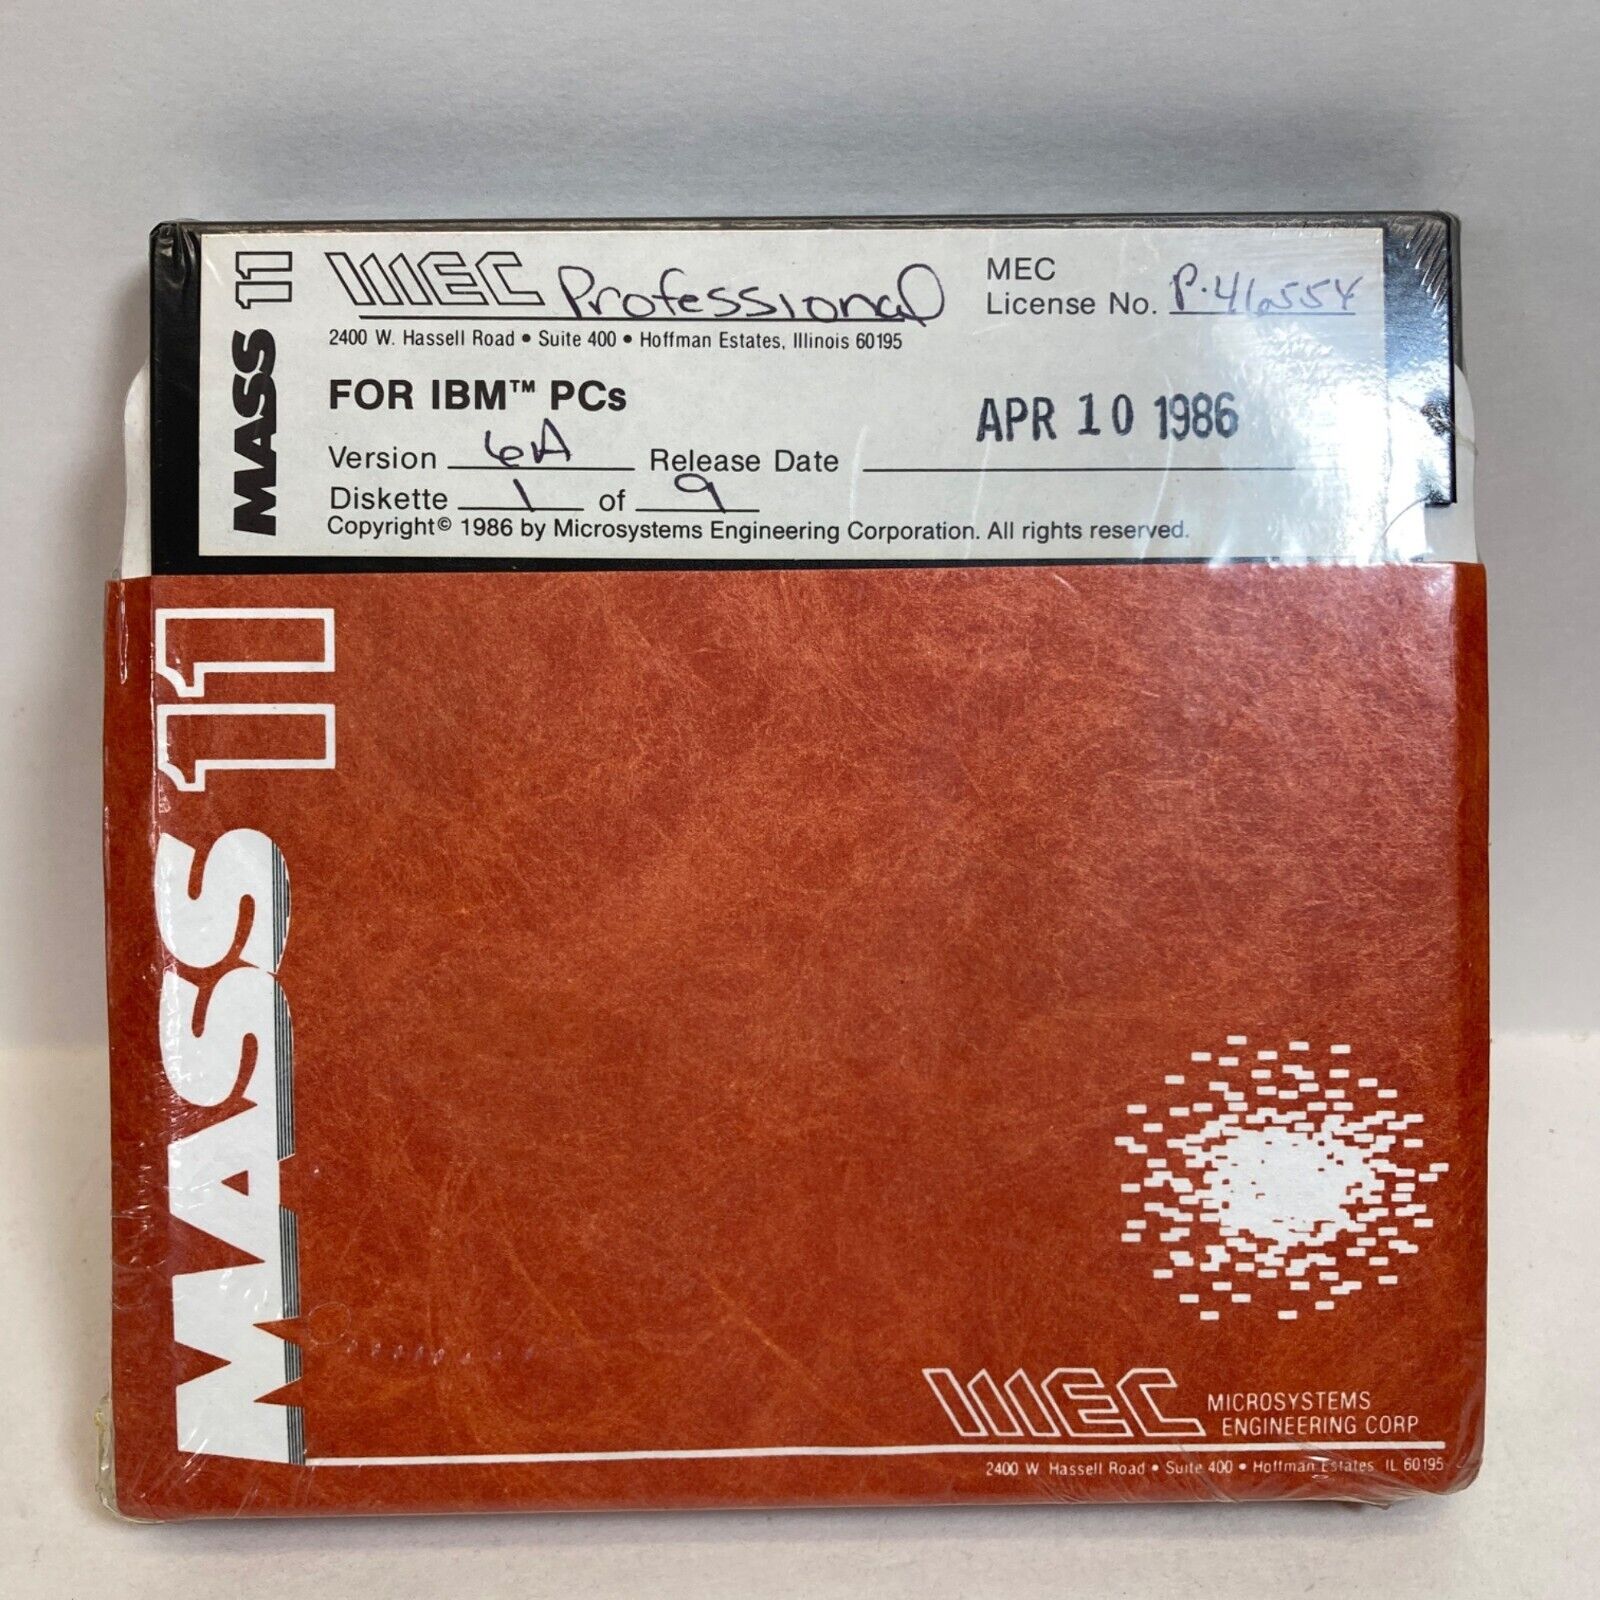 MASS 11
MEC Professional
2400 W. Hassell Road • Suite 400 • Hoffman Estates, Illinois 60195
MEC
License No. P-46554
FOR IBM™ PCs
APR 10 1986
Version 6A Release Date
Diskette 1 of 9
Copyright© 1986 by Microsystems Engineering Corporation. All rights reserved.
MASS 11
MEC MICROSYSTEMS
ENGINEERING CORP
2400 W. Hassell Road • Suite 400 • Hoffman Estates, IL 60195